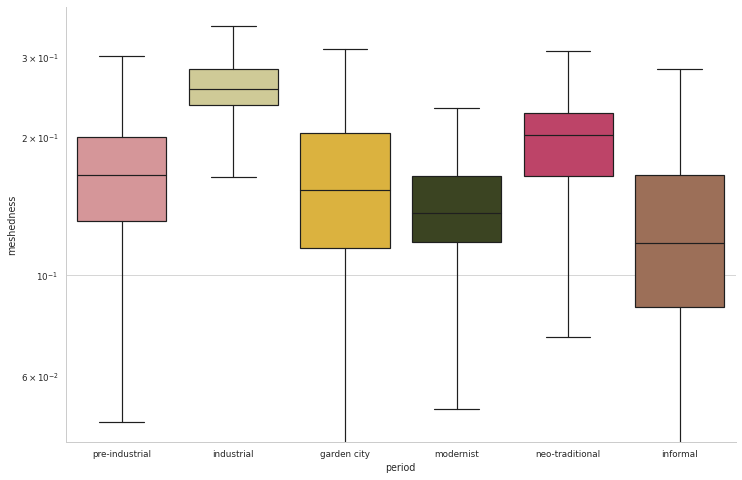 3 × 10⁻¹
2 × 10⁻¹
10⁻¹
6 × 10⁻²
meshedness
pre-industrial industrial garden city modernist neo-traditional informal
period